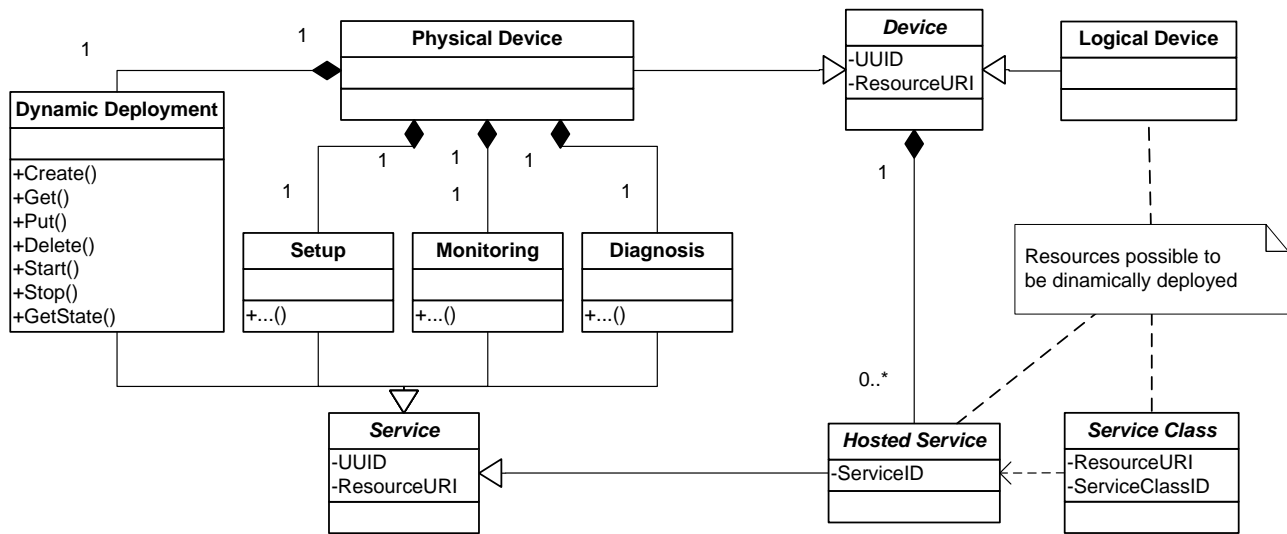 Physical Device
Device
-UUID
-ResourceURI
Logical Device
1
1
Dynamic Deployment
+Create()
+Get()
+Put()
+Delete()
+Start()
+Stop()
+GetState()
1
1
1
1
1
1
1
Setup
+...()
Monitoring
+...()
Diagnosis
+...()
Resources possible to
be dinamically deployed
0..*
Service
-UUID
-ResourceURI
Hosted Service
-ServiceID
Service Class
-ResourceURI
-ServiceClassID